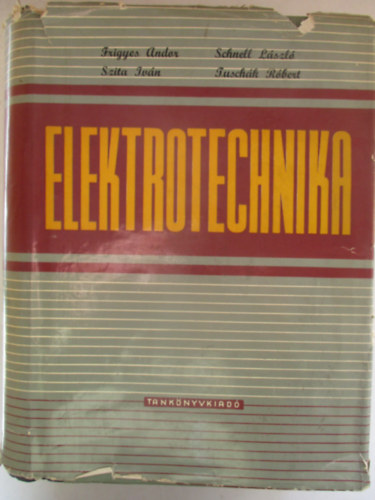 Frigyes Andor Schnell László
Szita Iván Tuschák Róbert
ELEKTROTECHNIKA
TANKÖNYVKIADÓ